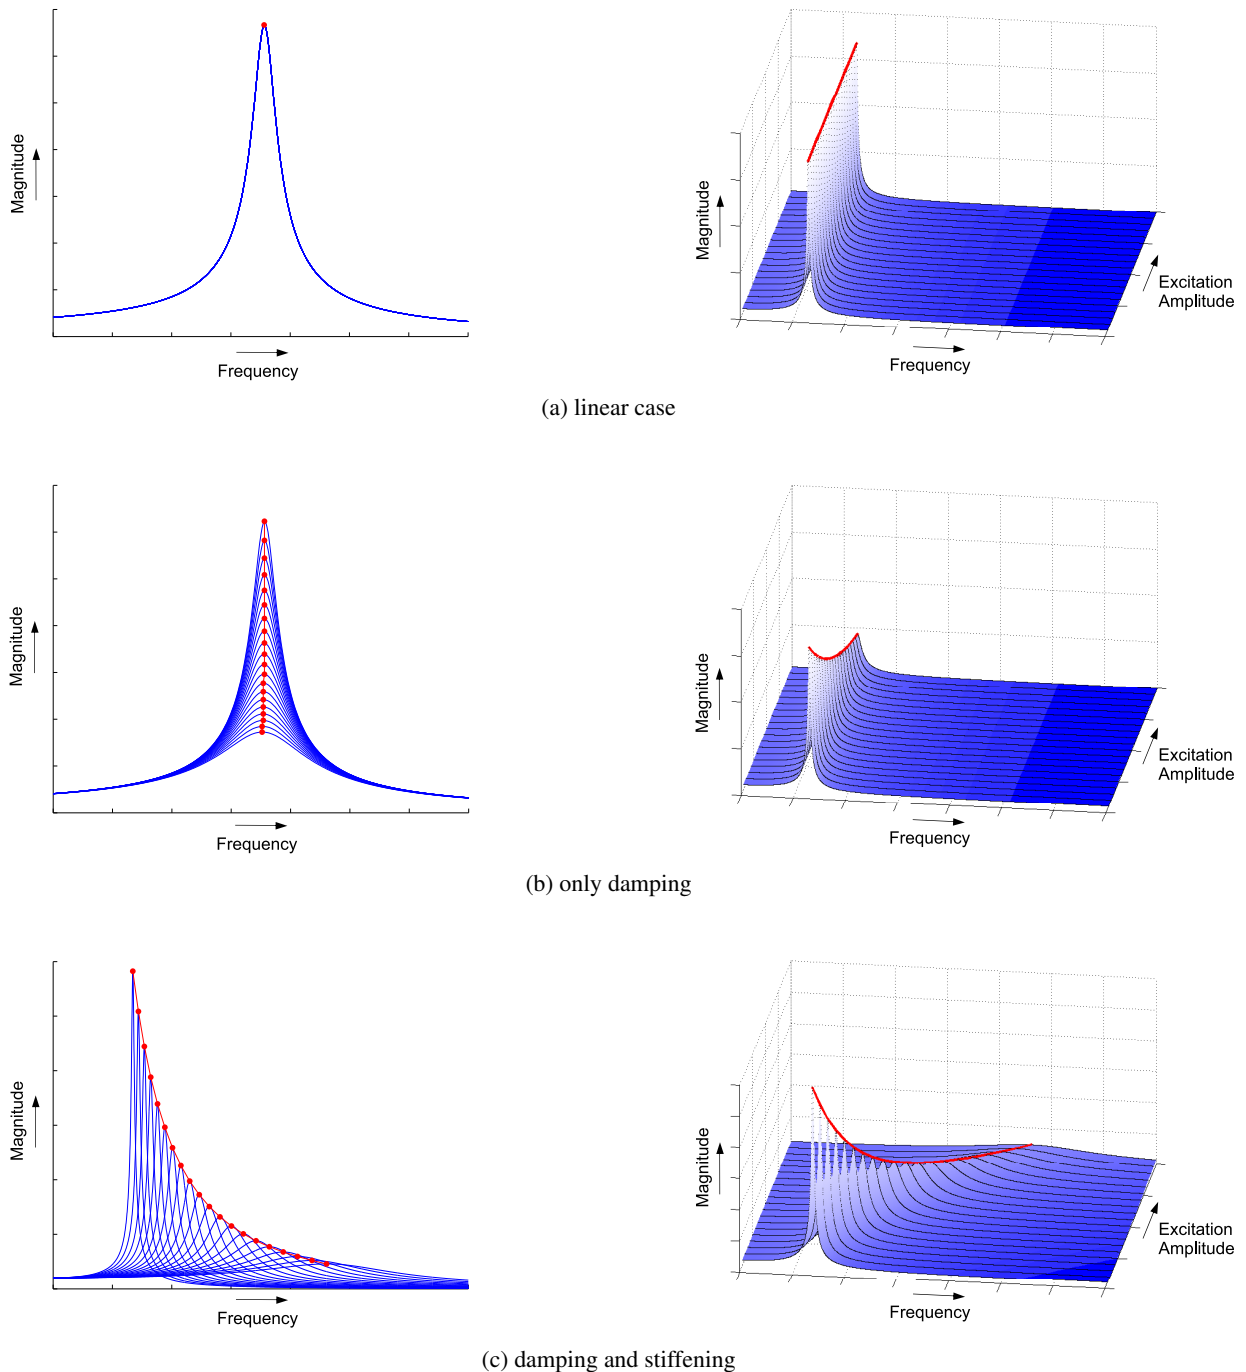 Magnitude
Frequency
Magnitude
Frequency
Excitation
Amplitude
(a) linear case
Magnitude
Frequency
Magnitude
Frequency
Excitation
Amplitude
(b) only damping
Magnitude
Frequency
Magnitude
Frequency
Excitation
Amplitude
(c) damping and stiffening